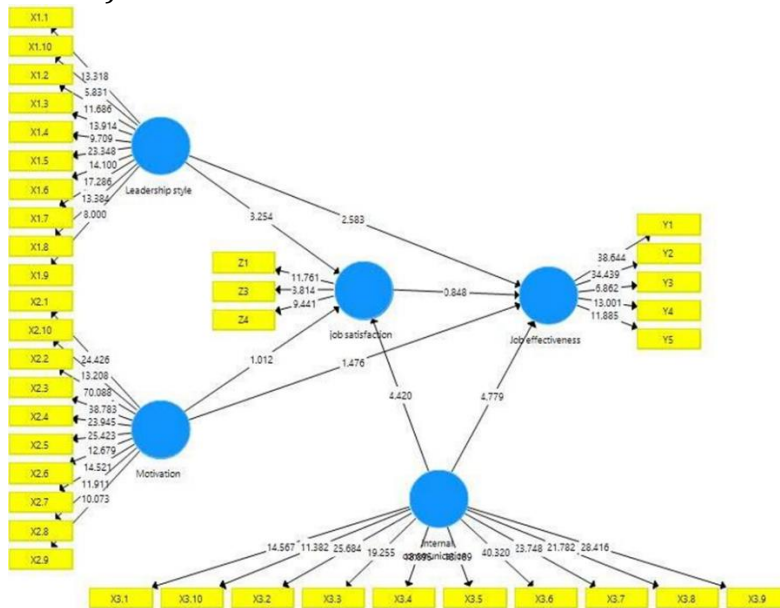 X1.1
X1.10
X1.2
X1.3
X1.4
X1.5
X1.6
X1.7
X1.8
X1.9
13.318
5.831
11.686
13.914
9.709
23.348
14.100
17.286
13.384
8.000
Leadership style
3.254
2.583
Z1
Z3
Z4
11.761
3.814
9.441
job satisfaction
0.848
Job effectiveness
Y1
Y2
Y3
Y4
Y5
38.644
34.439
6.862
13.001
11.885
X2.1
X2.10
X2.2
X2.3
X2.4
X2.5
X2.6
X2.7
X2.8
X2.9
24.426
13.208
70.088
38.783
23.945
25.423
12.679
14.521
11.911
10.073
Motivation
1.012
1.476
4.420
4.779
Internal
14.567
11.382
25.684
19.255
40.320
23.748
21.782
28.416
X3.1
X3.10
X3.2
X3.3
X3.4
X3.5
X3.6
X3.7
X3.8
X3.9